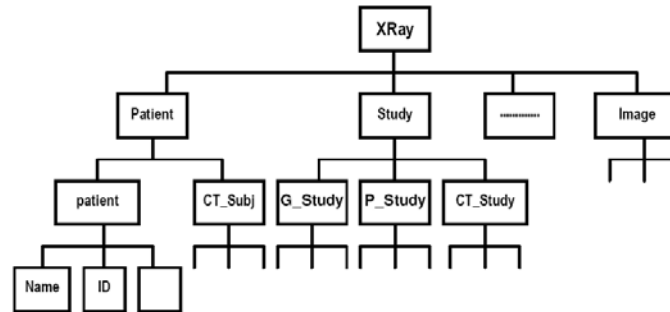 XRay
Patient
Study
..............
Image
patient
CT_Subj
G_Study
P_Study
CT_Study
Name
ID